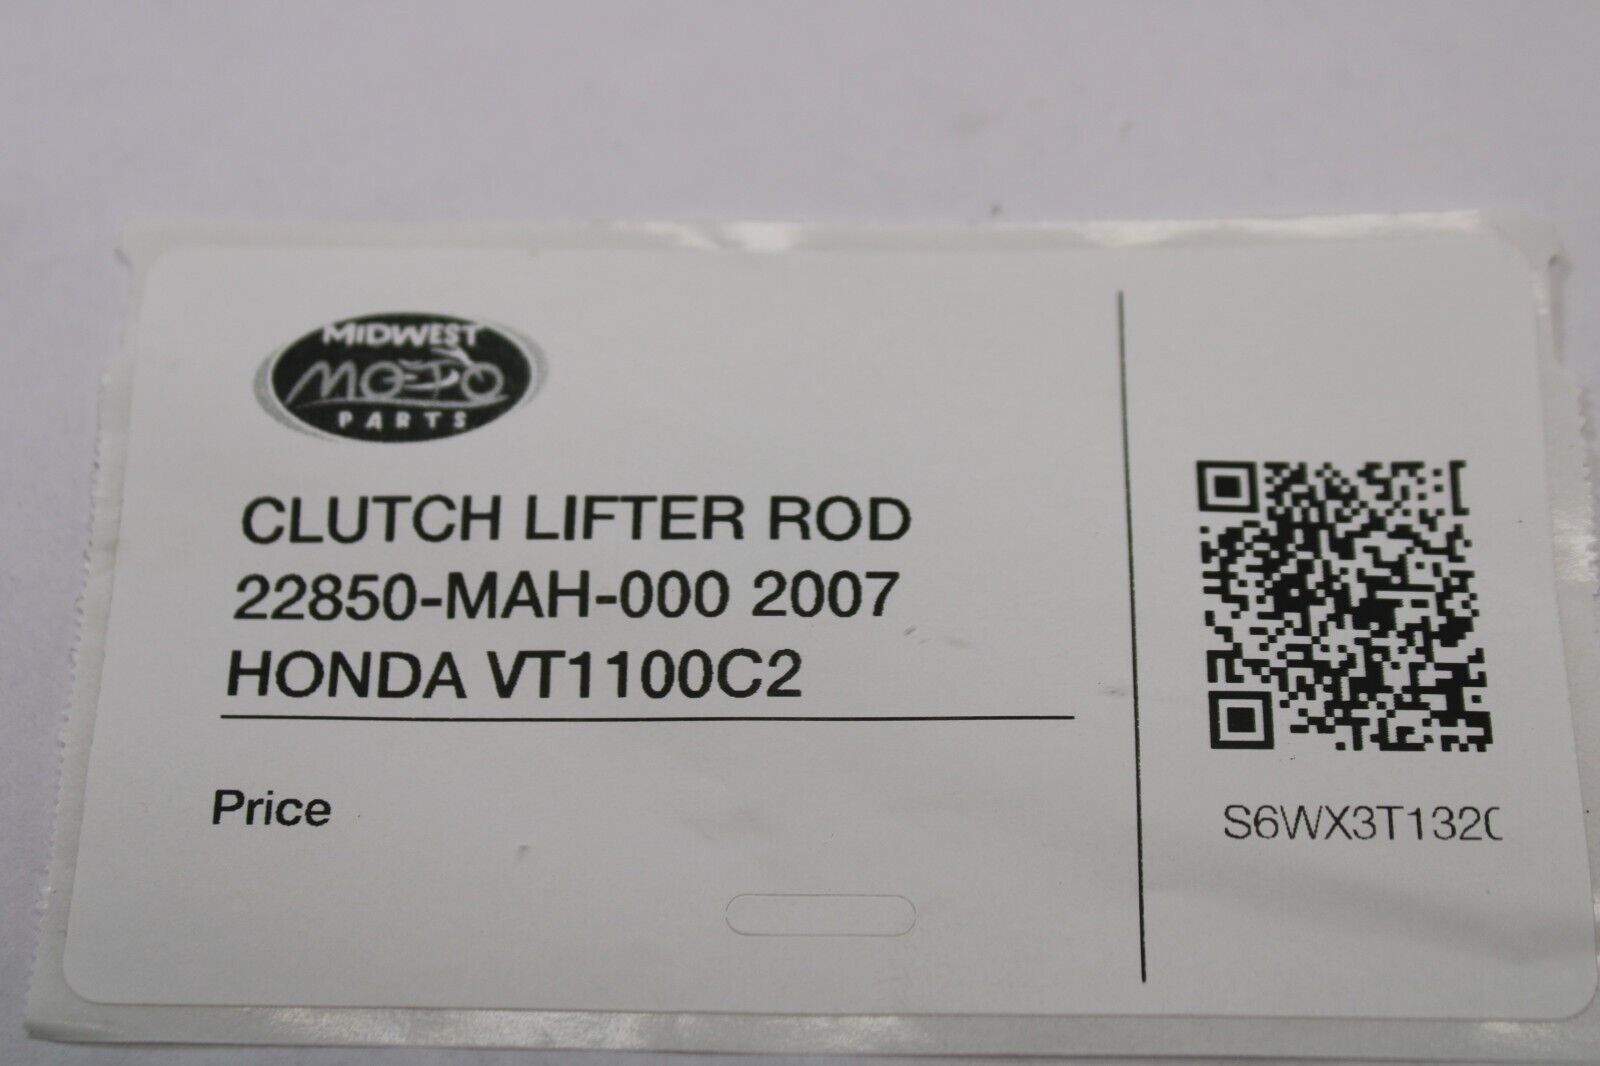 MIDWEST
MOTO
PARTS
CLUTCH LIFTER ROD
22850-MAH-000 2007
HONDA VT1100C2
Price
S6WX3T132